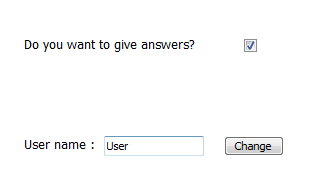 Do you want to give answers?
User name : User Change